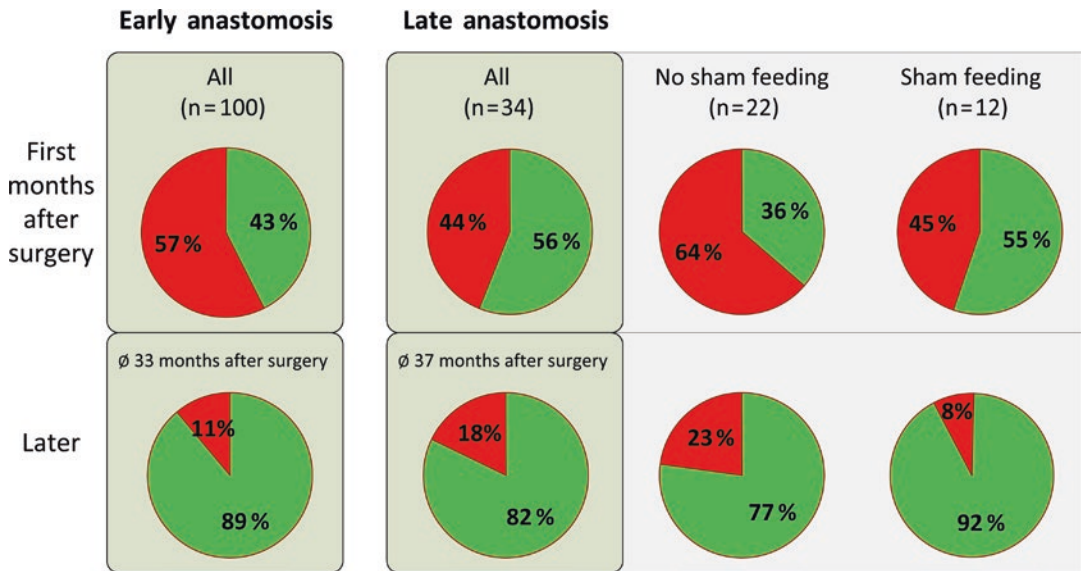 Early anastomosis
Late anastomosis
All
(n = 100)
All
(n = 34)
No sham feeding
(n = 22)
Sham feeding
(n = 12)
First
months
after
surgery
57 %
43 %
44 %
56 %
64 %
36 %
45 %
55 %
Later
Ø 33 months after surgery
Ø 37 months after surgery
11%
89 %
18%
82 %
23 %
77 %
8%
92 %